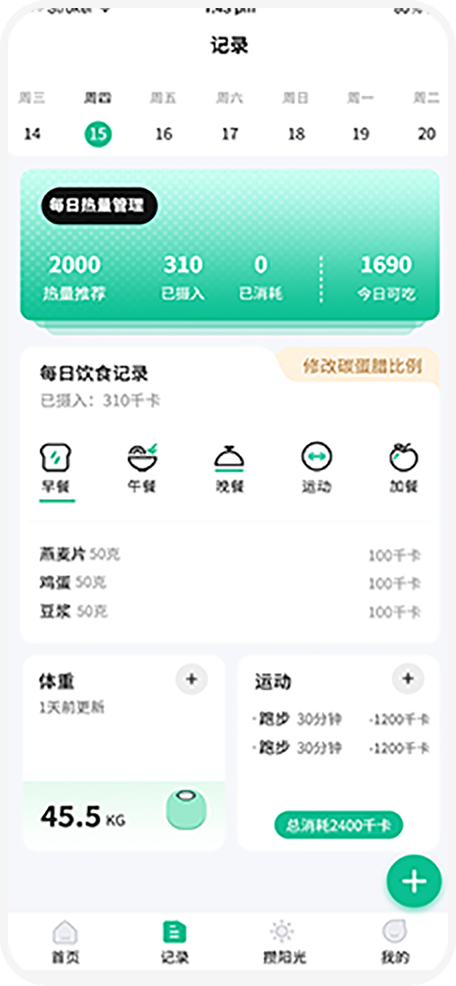 7:45 pm
记录
周三 周四 周五 周六 周日 周一 周二
14 15 16 17 18 19 20
每日热量管理
2000 310 0 1690
热量推荐 已摄入 已消耗 今日可吃
每日饮食记录 修改碳蛋腊比例
已摄入：310千卡
早餐 午餐 晚餐 运动 加餐
燕麦片 50克 100千卡
鸡蛋 50克 100千卡
豆浆 50克 100千卡
体重 +
1天前更新
45.5 KG
运动 +
·跑步 30分钟 -1200千卡
·跑步 30分钟 -1200千卡
总消耗2400千卡
首页 记录 攒阳光 我的